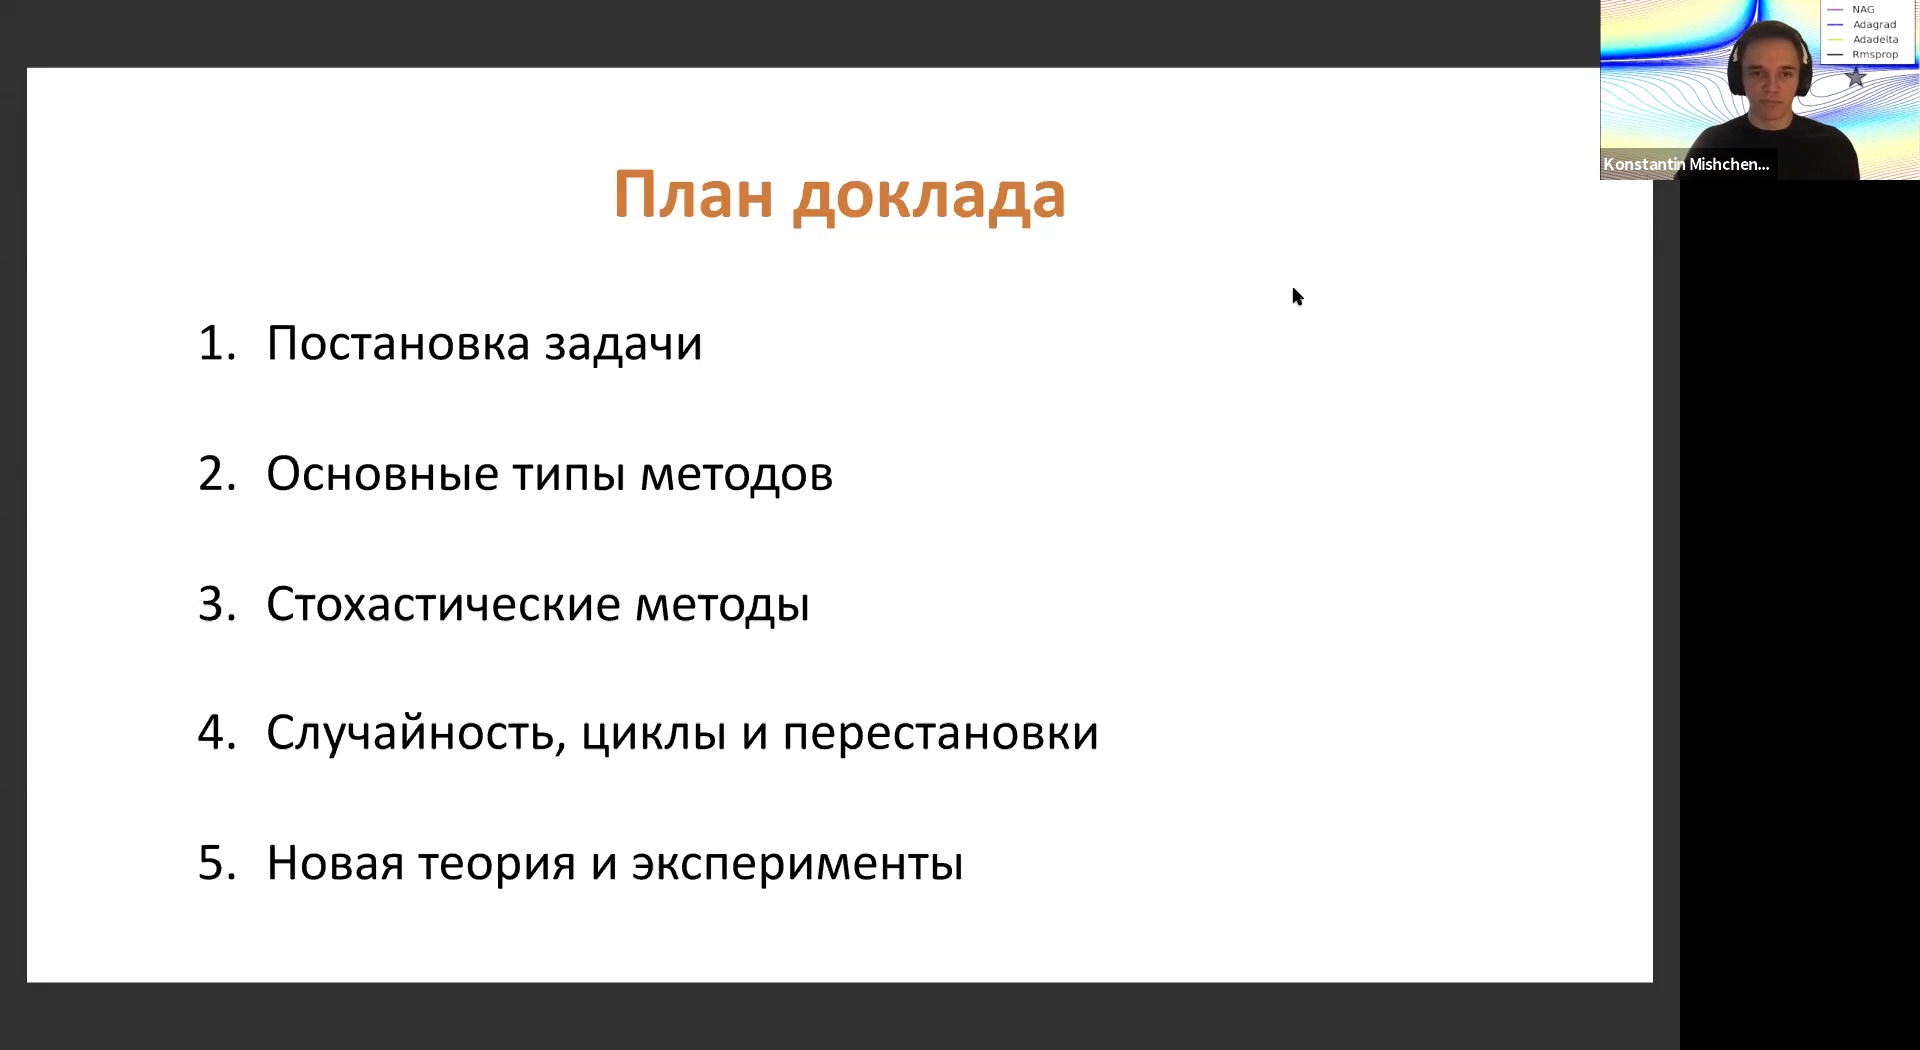 План доклада
1. Постановка задачи
2. Основные типы методов
3. Стохастические методы
4. Случайность, циклы и перестановки
5. Новая теория и эксперименты
NAG
Adagrad
Adadelta
Rmsprop
Konstantin Mishchen...